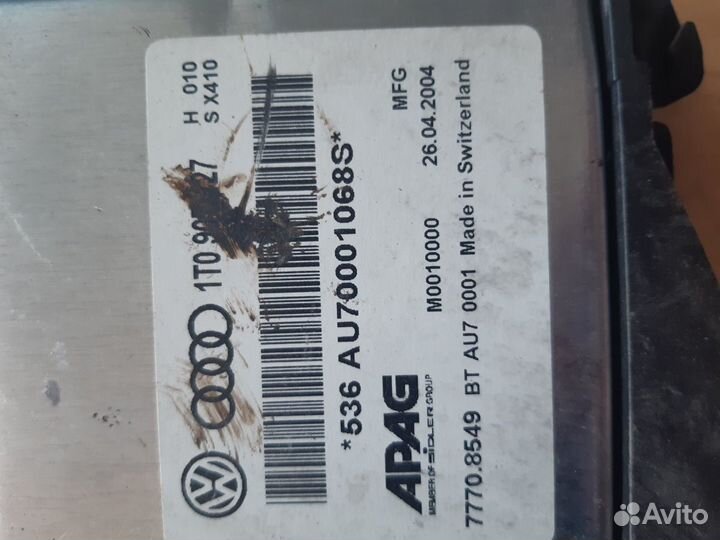 1T0 27
H 010
S X410
*536 AU70001068S*
APAG
MEMBER OF SIDLER GROUP
M0010000
MFG
26.04.2004
7770.8549 BT AU7 0001 Made in Switzerland
Avito